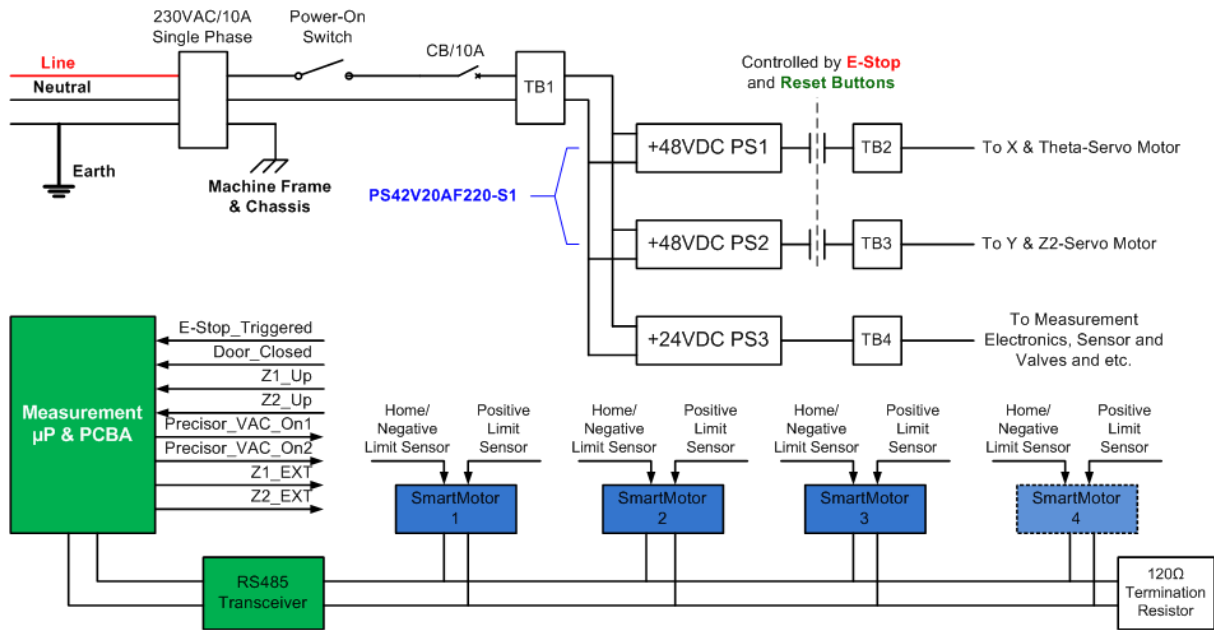 230VAC/10A
Single Phase
Power-On
Switch
CB/10A
Line
Neutral
Earth
Machine Frame
& Chassis
TB1
Controlled by E-Stop
and Reset Buttons
+48VDC PS1
TB2
To X & Theta-Servo Motor
PS42V20AF220-S1
+48VDC PS2
TB3
To Y & Z2-Servo Motor
+24VDC PS3
TB4
To Measurement
Electronics, Sensor and
Valves and etc.
Measurement
µP & PCBA
E-Stop_Triggered
Door_Closed
Z1_Up
Z2_Up
Precisor_VAC_On1
Precisor_VAC_On2
Z1_EXT
Z2_EXT
Home/
Negative
Limit Sensor
Positive
Limit
Sensor
SmartMotor
1
Home/
Negative
Limit Sensor
Positive
Limit
Sensor
SmartMotor
2
Home/
Negative
Limit Sensor
Positive
Limit
Sensor
SmartMotor
3
Home/
Negative
Limit Sensor
Positive
Limit
Sensor
SmartMotor
4
RS485
Transceiver
120Ω
Termination
Resistor